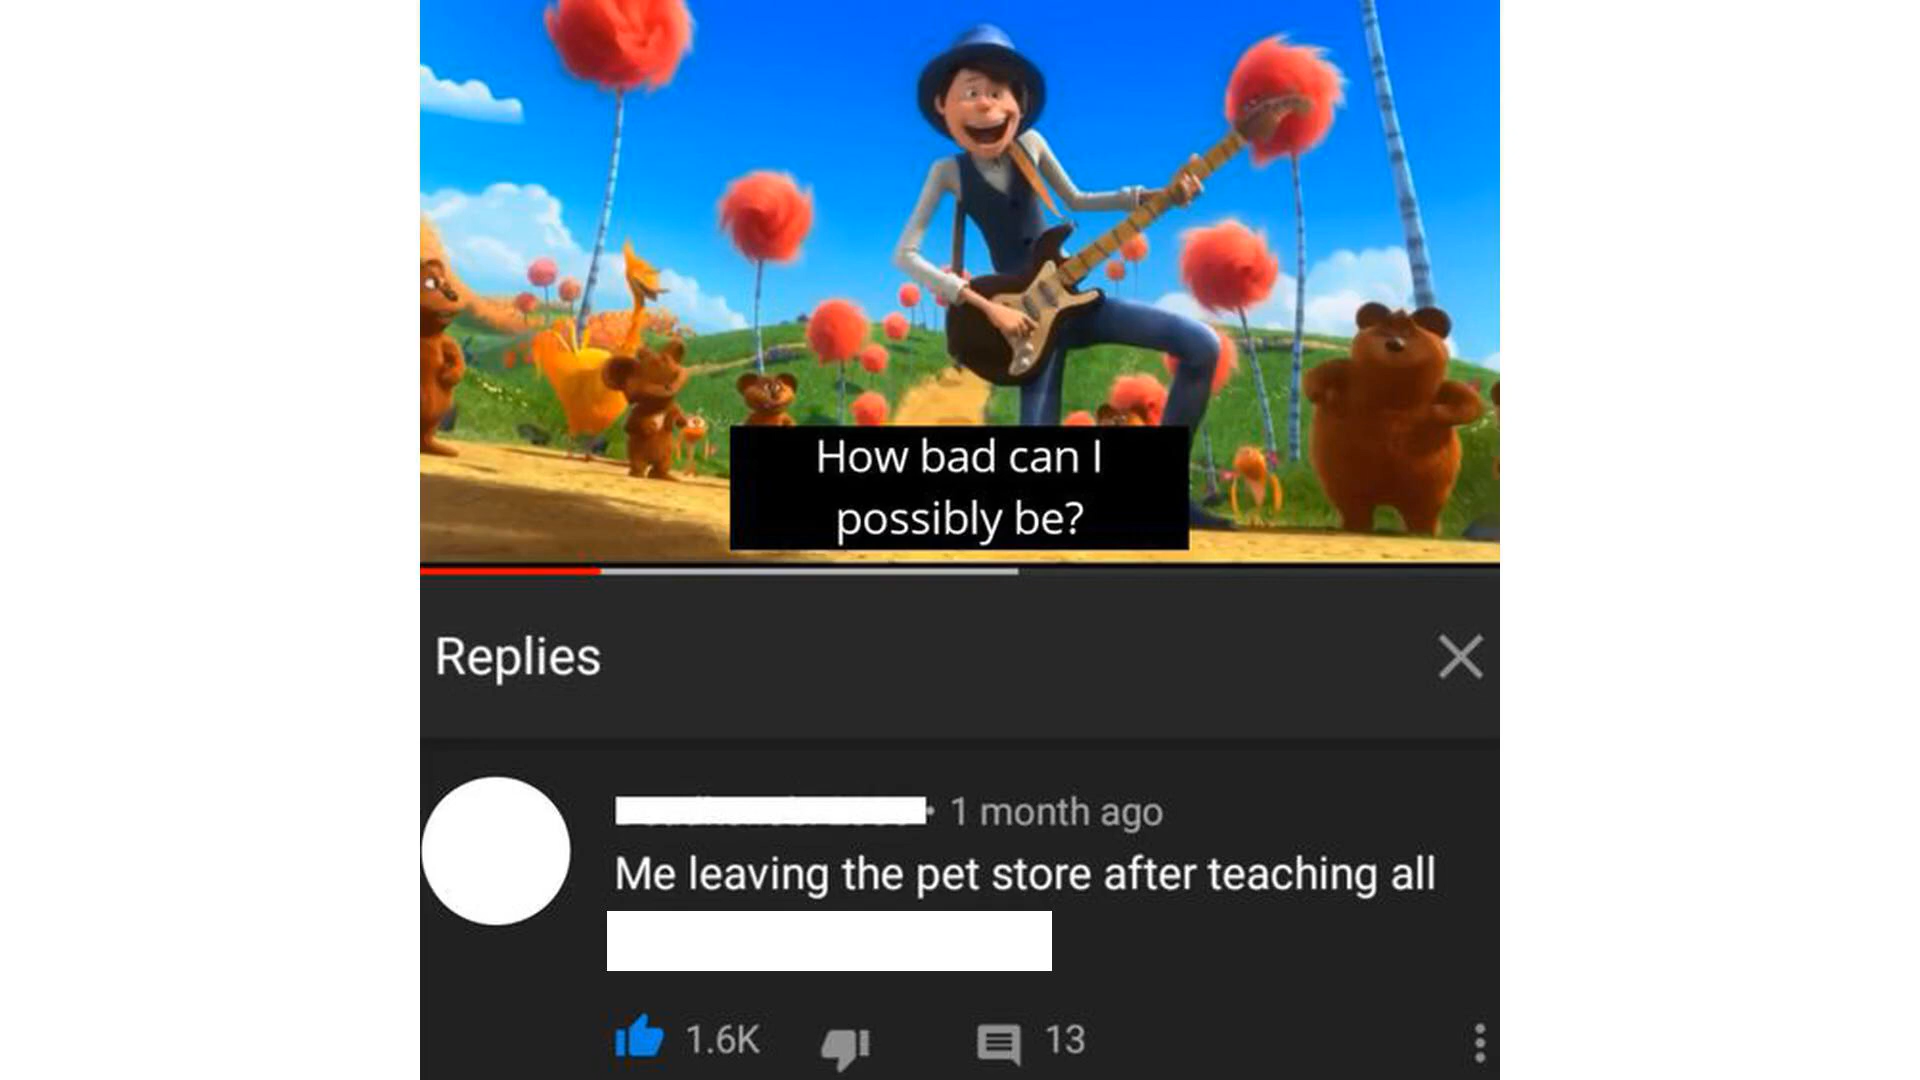 How bad can I
possibly be?
Replies
• 1 month ago
Me leaving the pet store after teaching all
1.6K
13